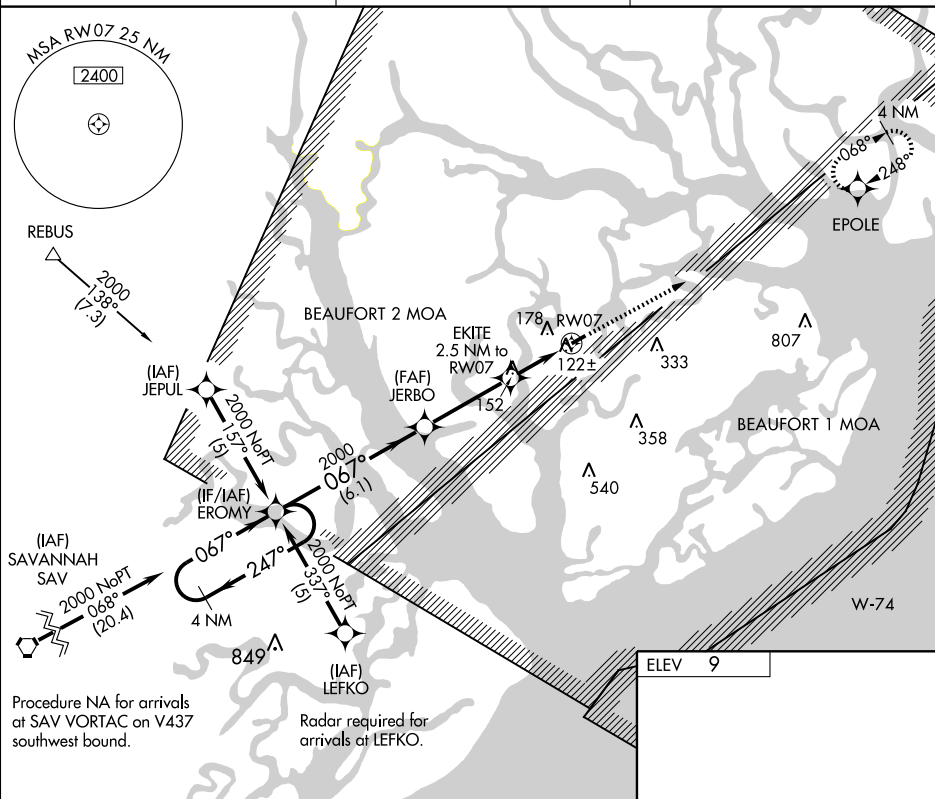 MSA RW07 25 NM
2400
4 NM
068°
248°
EPOLE
REBUS
2000
138°
(7.3)
BEAUFORT 2 MOA
178
RW07
807
EKITE
2.5 NM to
RW07
122±
333
(IAF)
JEPUL
(FAF)
JERBO
152
2000 NoPT
157°
(5)
2000
067°
(6.1)
358
BEAUFORT 1 MOA
540
(IF/IAF)
EROMY
(IAF)
SAVANNAH
SAV
067°
247°
2000 NoPT
337°
(5)
2000 NoPT
068°
(20.4)
4 NM
W-74
849
(IAF)
LEFKO
ELEV 9
Procedure NA for arrivals
at SAV VORTAC on V437
southwest bound.
Radar required for
arrivals at LEFKO.